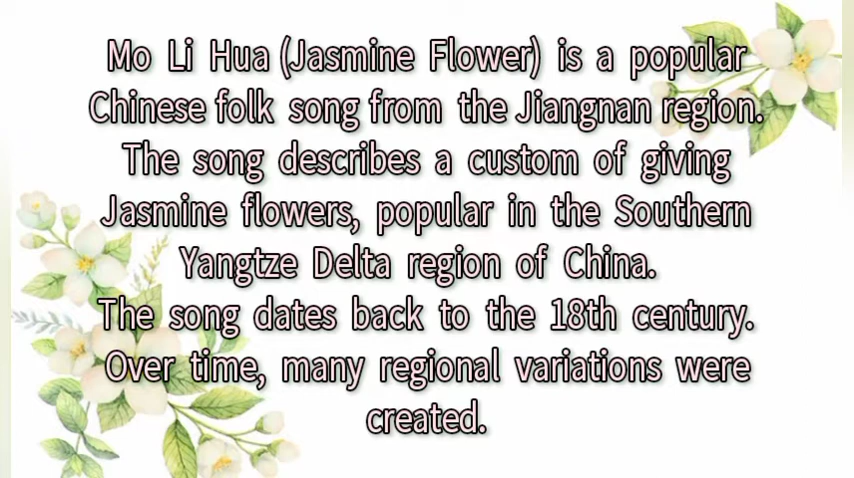 Mo Li Hua (Jasmine Flower) is a popular
Chinese folk song from the Jiangnan region.
The song describes a custom of giving
Jasmine flowers, popular in the Southern
Yangtze Delta region of China.
The song dates back to the 18th century.
Over time, many regional variations were
created.